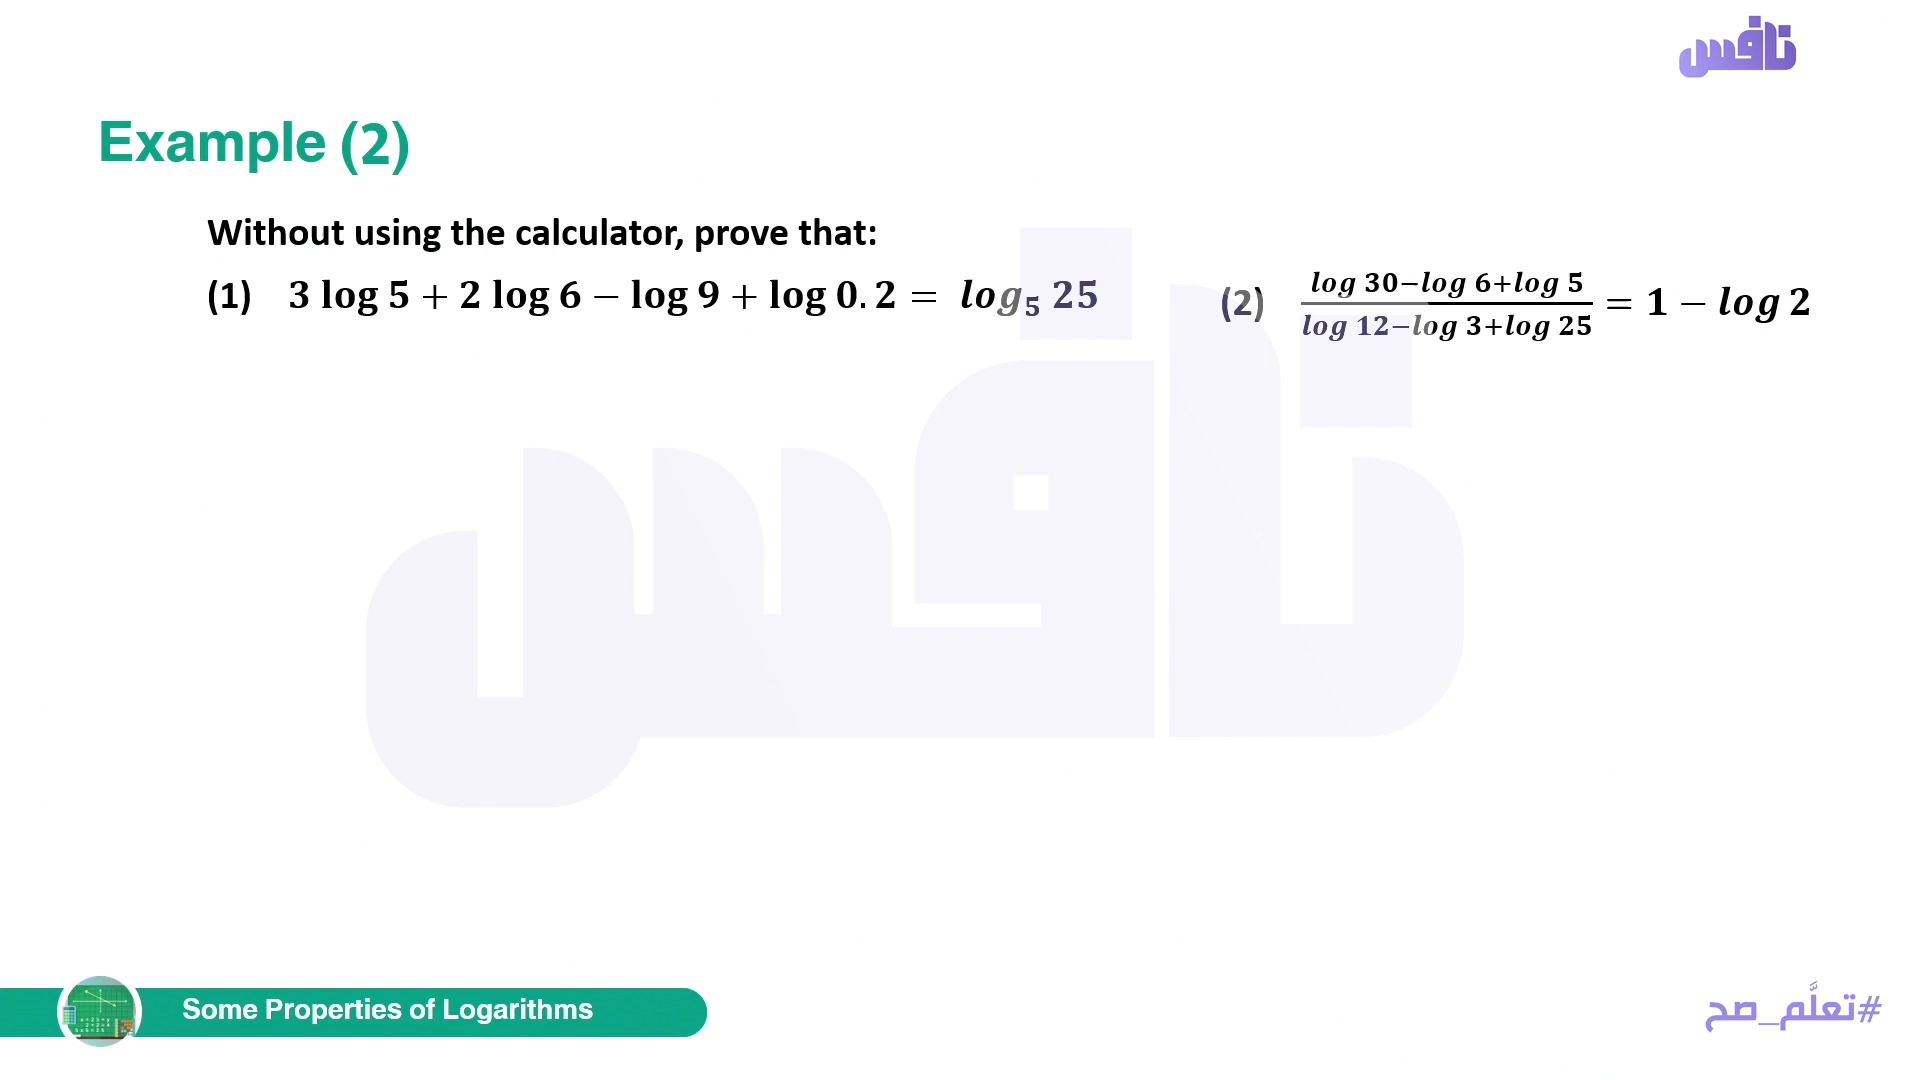 نافس
Example (2)
Without using the calculator, prove that:
(1) 3 log 5 + 2 log 6 − log 9 + log 0.2 = log₅ 25
(2) (log 30−log 6+log 5)/(log 12−log 3+log 25) = 1 − log 2
نافس
Some Properties of Logarithms
#تعلَّم_صح